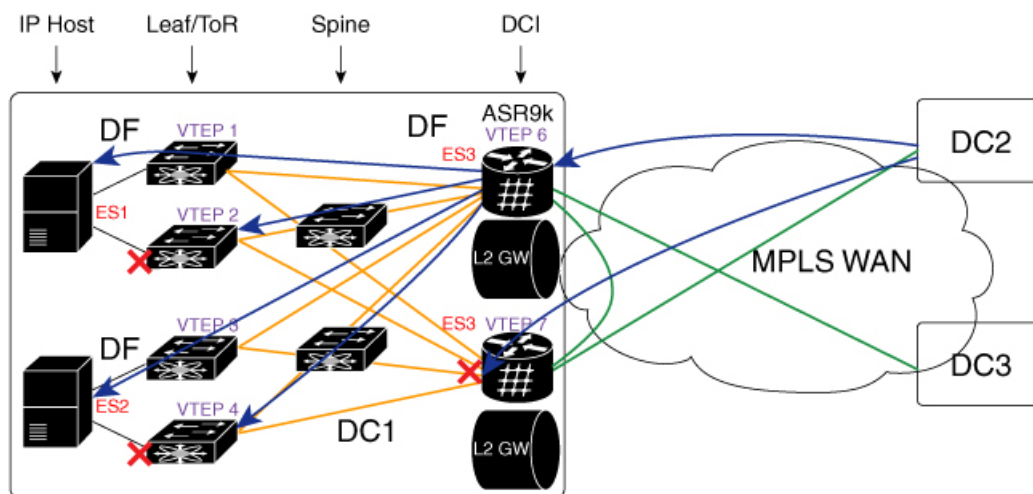 IP Host Leaf/ToR Spine DCI
ASR9k
DF VTEP 1 DF VTEP 6
ES3
DC2
ES1 VTEP 2
L2 GW
MPLS WAN
VTEP 3 ES3 VTEP 7
DF
DC3
ES2 VTEP 4
DC1
L2 GW